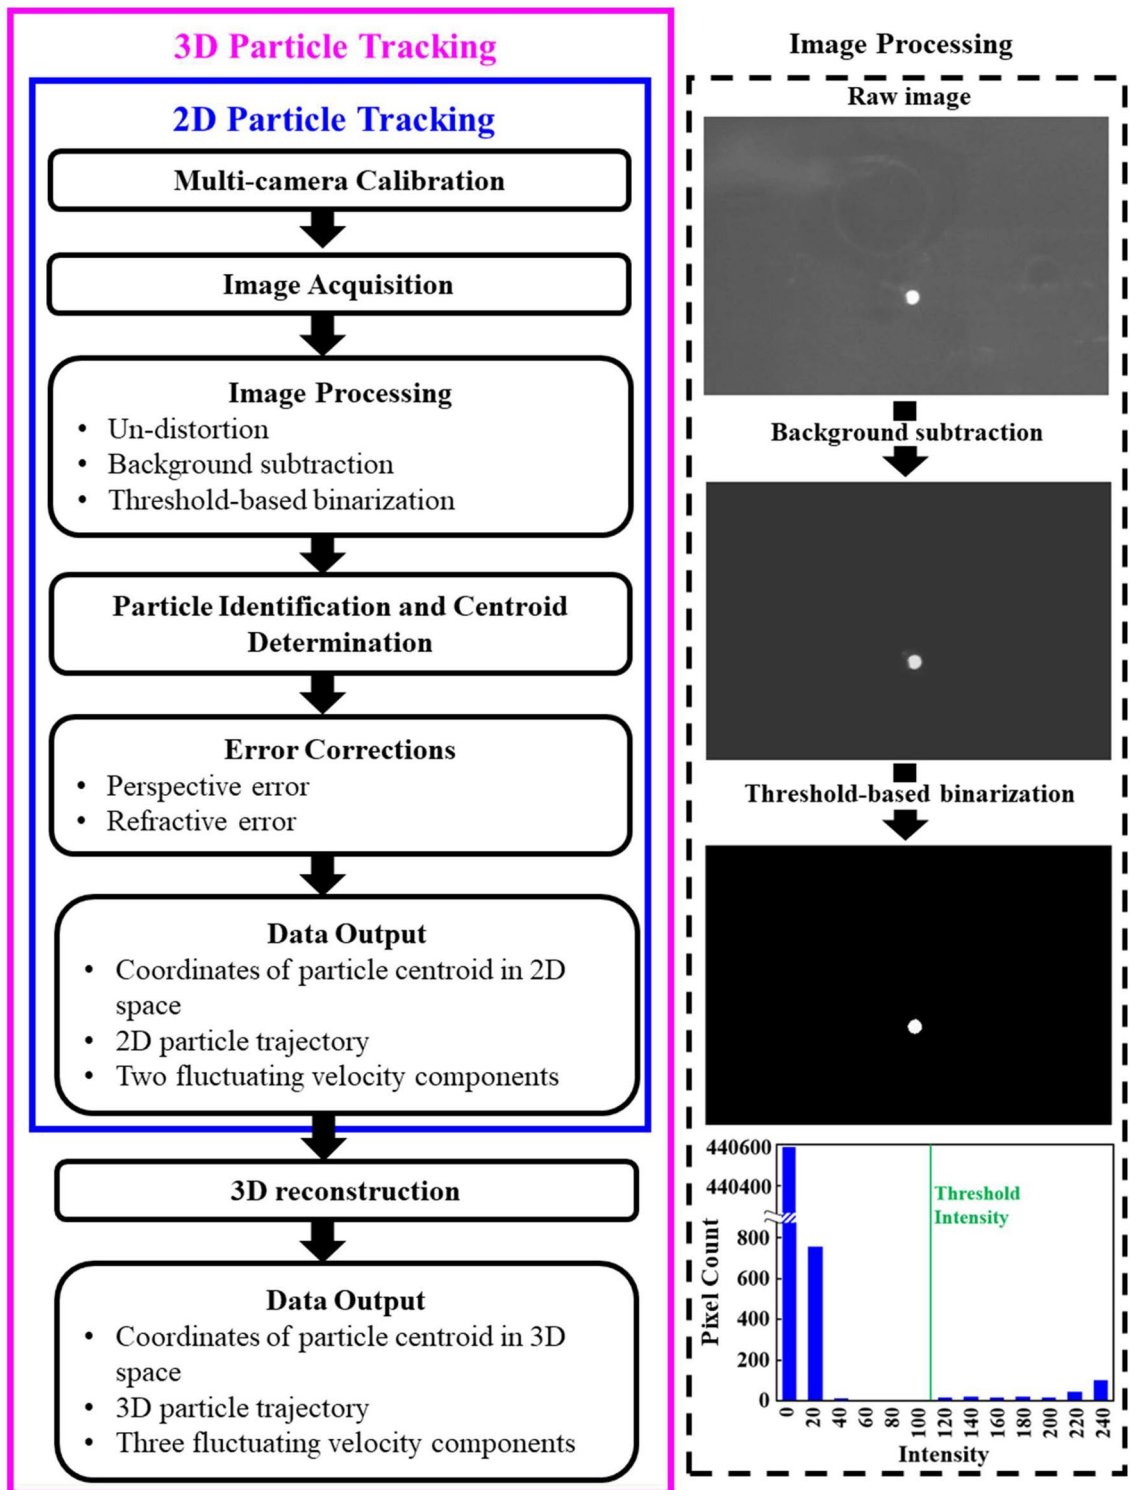 3D Particle Tracking
2D Particle Tracking
Multi-camera Calibration
Image Acquisition
Image Processing
• Un-distortion
• Background subtraction
• Threshold-based binarization
Particle Identification and Centroid
Determination
Error Corrections
• Perspective error
• Refractive error
Data Output
• Coordinates of particle centroid in 2D
space
• 2D particle trajectory
• Two fluctuating velocity components
3D reconstruction
Data Output
• Coordinates of particle centroid in 3D
space
• 3D particle trajectory
• Three fluctuating velocity components
Image Processing
Raw image
Background subtraction
Threshold-based binarization
440600
440400
800
600
400
200
0
Pixel Count
Threshold
Intensity
0 20 40 60 80 100 120 140 160 180 200 220 240
Intensity